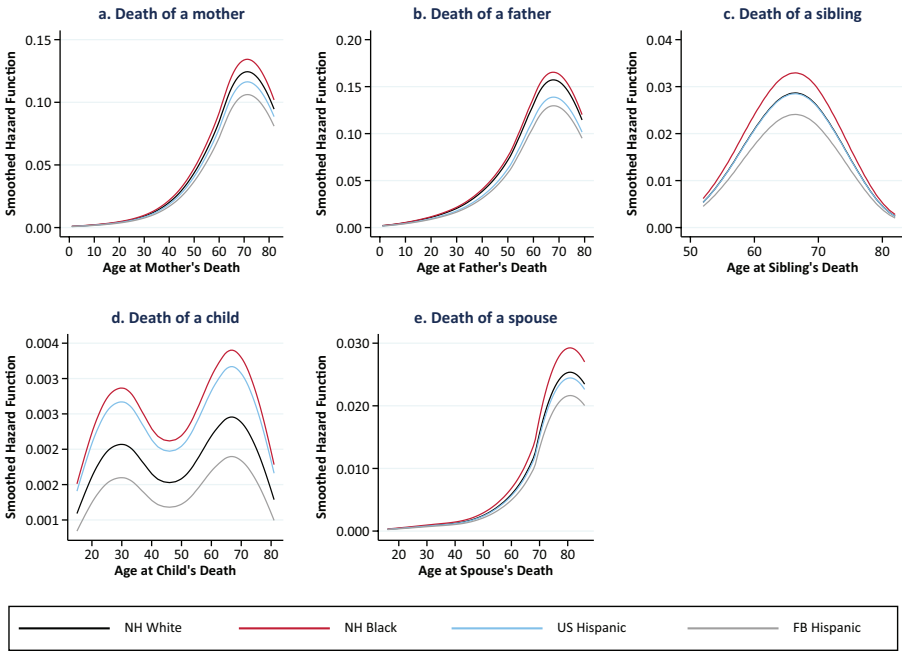 a. Death of a mother
Smoothed Hazard Function
0.15
0.10
0.05
0.00
0 10 20 30 40 50 60 70 80
Age at Mother's Death
b. Death of a father
Smoothed Hazard Function
0.20
0.15
0.10
0.05
0.00
0 10 20 30 40 50 60 70 80
Age at Father's Death
c. Death of a sibling
Smoothed Hazard Function
0.04
0.03
0.02
0.01
0.00
50 60 70 80
Age at Sibling's Death
d. Death of a child
Smoothed Hazard Function
0.004
0.003
0.003
0.002
0.002
0.001
20 30 40 50 60 70 80
Age at Child's Death
e. Death of a spouse
Smoothed Hazard Function
0.030
0.020
0.010
0.000
20 30 40 50 60 70 80 90
Age at Spouse's Death
NH White NH Black US Hispanic FB Hispanic